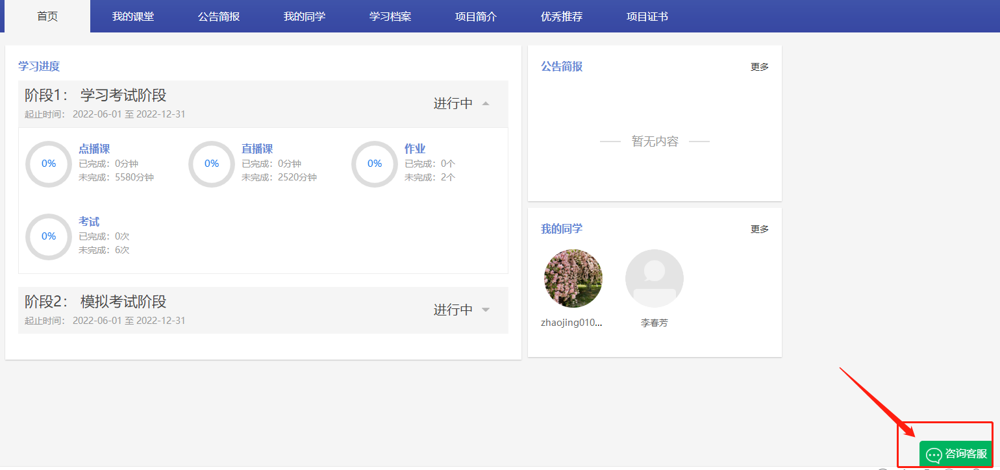 首页 我的课堂 公告简报 我的同学 学习档案 项目简介 优秀推荐 项目证书
学习进度
阶段1： 学习考试阶段
起止时间： 2022-06-01 至 2022-12-31
进行中
0%
点播课
已完成：0分钟
未完成：5580分钟
0%
直播课
已完成：0分钟
未完成：2520分钟
0%
作业
已完成：0个
未完成：2个
0%
考试
已完成：0次
未完成：6次
阶段2： 模拟考试阶段
起止时间： 2022-06-01 至 2022-12-31
进行中
公告简报 更多
暂无内容
我的同学 更多
zhaojing010...
李春芳
咨询客服